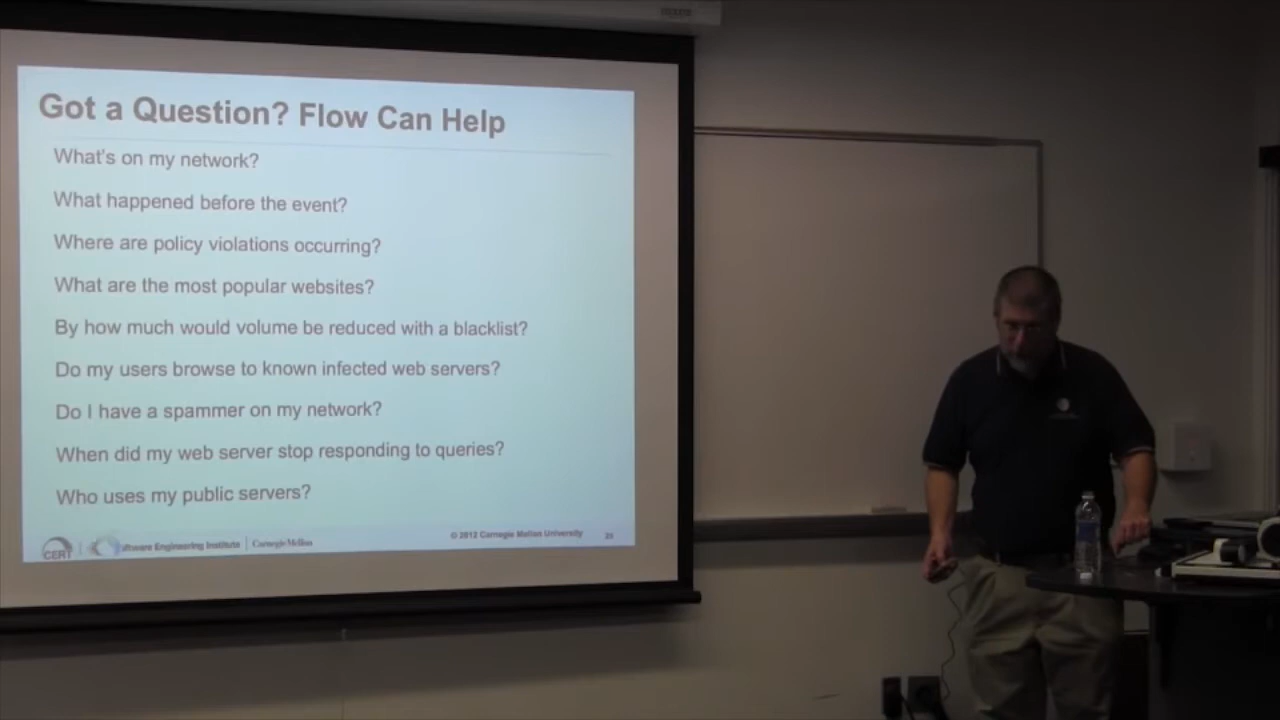 Got a Question? Flow Can Help
What's on my network?
What happened before the event?
Where are policy violations occurring?
What are the most popular websites?
By how much would volume be reduced with a blacklist?
Do my users browse to known infected web servers?
Do I have a spammer on my network?
When did my web server stop responding to queries?
Who uses my public servers?
CERT Software Engineering Institute Carnegie Mellon © 2012 Carnegie Mellon University